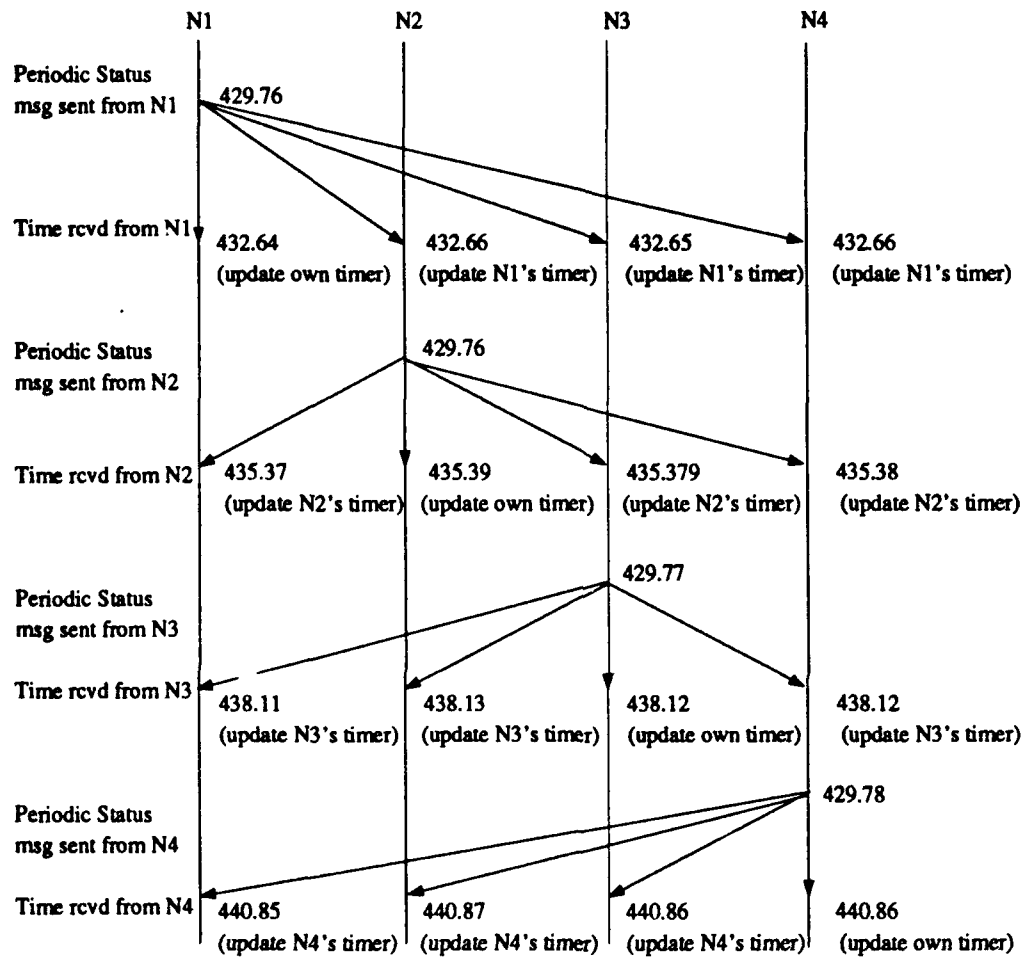 N1 N2 N3 N4
Periodic Status
msg sent from N1
429.76
Time rcvd from N1
432.64 432.66 432.65 432.66
(update own timer) (update N1's timer) (update N1's timer) (update N1's timer)
Periodic Status
msg sent from N2
429.76
Time rcvd from N2
435.37 435.39 435.379 435.38
(update N2's timer) (update own timer) (update N2's timer) (update N2's timer)
429.77
Periodic Status
msg sent from N3
Time rcvd from N3
438.11 438.13 438.12 438.12
(update N3's timer) (update N3's timer) (update own timer) (update N3's timer)
429.78
Periodic Status
msg sent from N4
Time rcvd from N4
440.85 440.87 440.86 440.86
(update N4's timer) (update N4's timer) (update N4's timer) (update own timer)